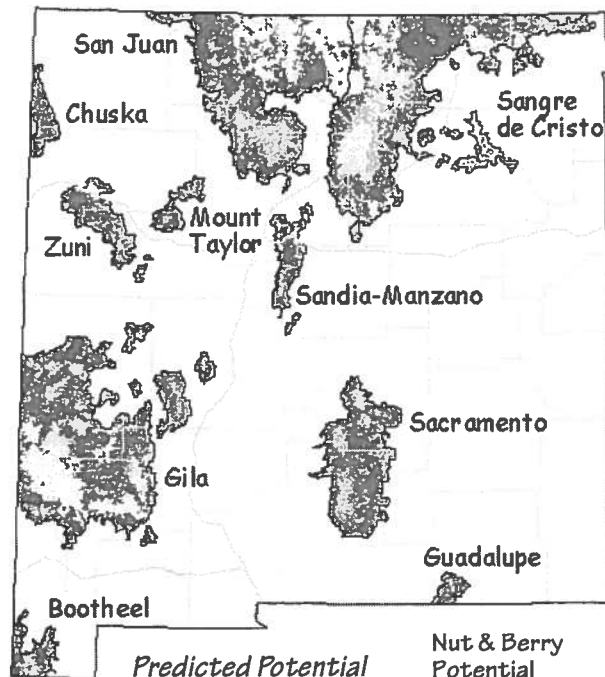 San Juan
Chuska
Sangre
de Cristo
Mount
Taylor
Zuni
Sandia-Manzano
Sacramento
Gila
Guadalupe
Bootheel
Predicted Potential
Nut & Berry
Potential